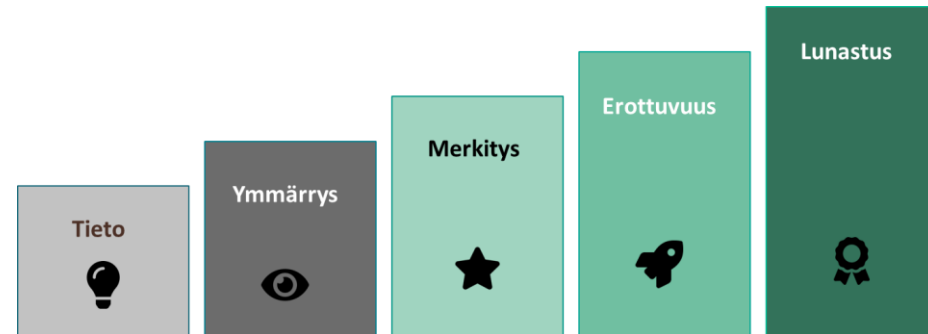 Tieto
Ymmärrys
Merkitys
Erottuvuus
Lunastus